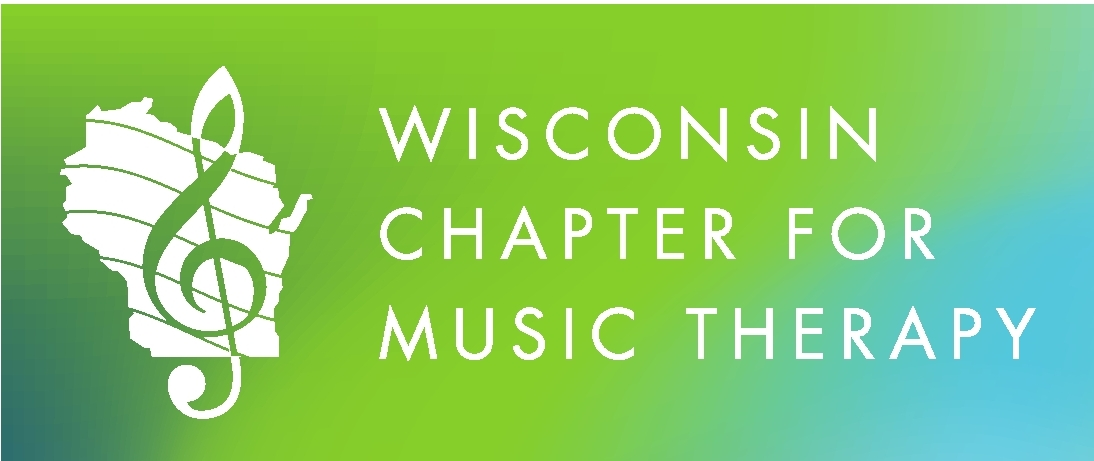 WISCONSIN
CHAPTER FOR
MUSIC THERAPY